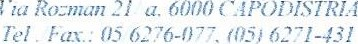 Via Rozman 21/a, 6000 CAPODISTRIA
Tel. Fax.: 05 6276-077, (05) 6271-431